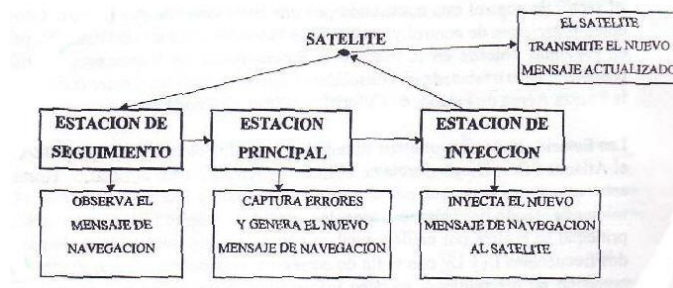 SATELITE
EL SATELITE
TRANSMITE EL NUEVO
MENSAJE ACTUALIZADO
ESTACION DE
SEGUIMIENTO
ESTACION
PRINCIPAL
ESTACION DE
INYECCION
OBSERVA EL
MENSAJE DE
NAVEGACION
CAPTURA ERRORES
Y GENERA EL NUEVO
MENSAJE DE NAVEGACION
INYECTA EL NUEVO
MENSAJE DE NAVEGACION
AL SATELITE